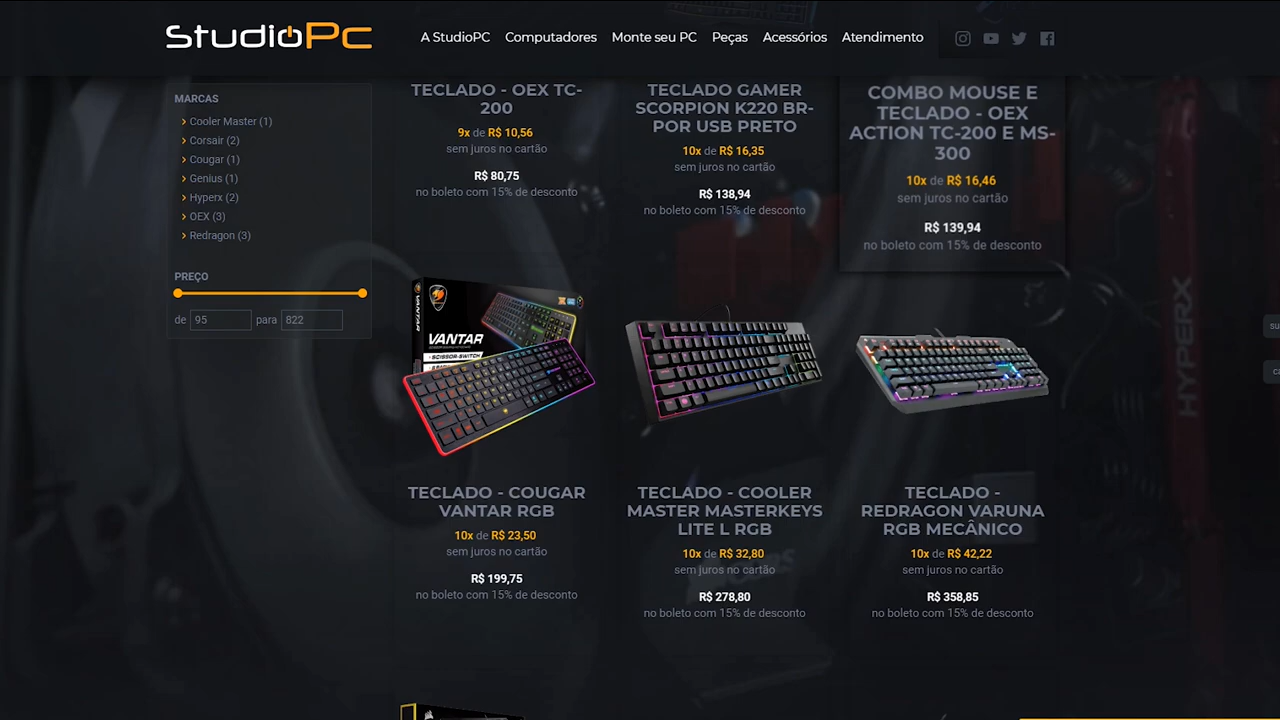 StudioPc
A StudioPC
Computadores
Monte seu PC
Peças
Acessórios
Atendimento
MARCAS
Cooler Master (1)
Corsair (2)
Cougar (1)
Genius (1)
Hyperx (2)
OEX (3)
Redragon (3)
PREÇO
de 95 para 822
TECLADO - OEX TC-
200
9x de R$ 10,56
sem juros no cartão
R$ 80,75
no boleto com 15% de desconto
TECLADO GAMER
SCORPION K220 BR-
POR USB PRETO
10x de R$ 16,35
sem juros no cartão
R$ 138,94
no boleto com 15% de desconto
COMBO MOUSE E
TECLADO - OEX
ACTION TC-200 E MS-
300
10x de R$ 16,46
sem juros no cartão
R$ 139,94
no boleto com 15% de desconto
VANTAR
SCISSOR-SWITCH
TECLADO - COUGAR
VANTAR RGB
10x de R$ 23,50
sem juros no cartão
R$ 199,75
no boleto com 15% de desconto
TECLADO - COOLER
MASTER MASTERKEYS
LITE L RGB
10x de R$ 32,80
sem juros no cartão
R$ 278,80
no boleto com 15% de desconto
TECLADO -
REDRAGON VARUNA
RGB MECÂNICO
10x de R$ 42,22
sem juros no cartão
R$ 358,85
no boleto com 15% de desconto
HYPERX